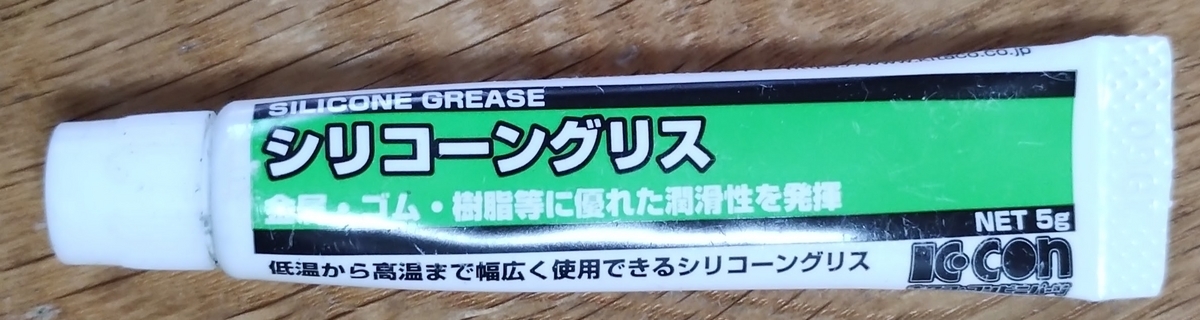 SILICONE GREASE
シリコーングリス
金属・ゴム・樹脂等に優れた潤滑性を発揮
NET 5g
低温から高温まで幅広く使用できるシリコーングリス
K·con